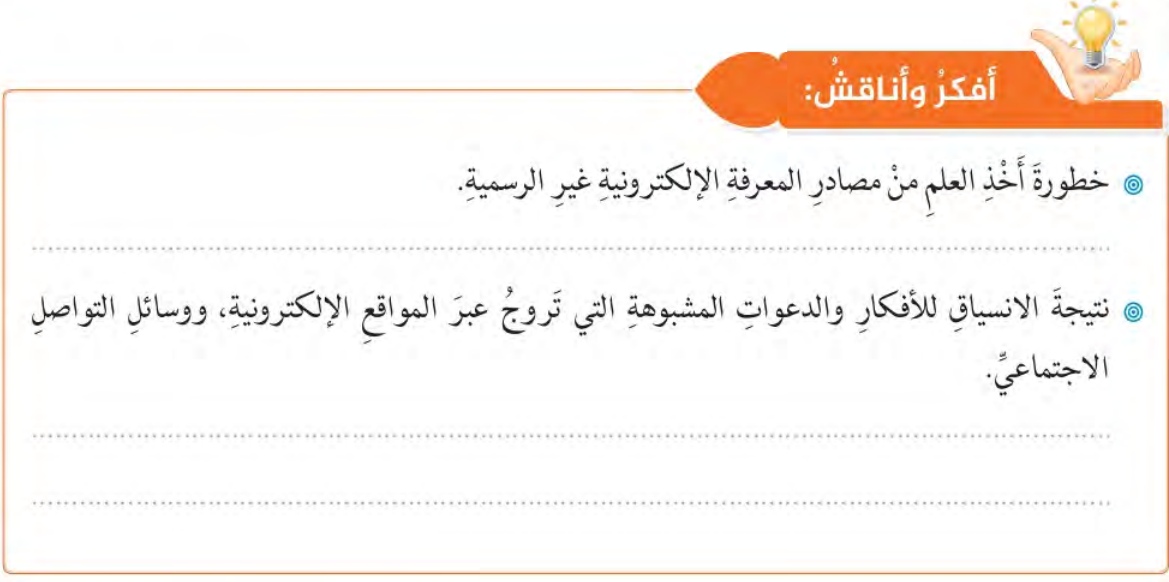 أفكرُ وأناقشُ:
خطورةَ أَخْذِ العلمِ منْ مصادرِ المعرفةِ الإلكترونيةِ غيرِ الرسميةِ.
نتيجةَ الانسياقِ للأفكارِ والدعواتِ المشبوهةِ التي تَروجُ عبرَ المواقعِ الإلكترونيةِ، ووسائلِ التواصلِ
الاجتماعيِّ.